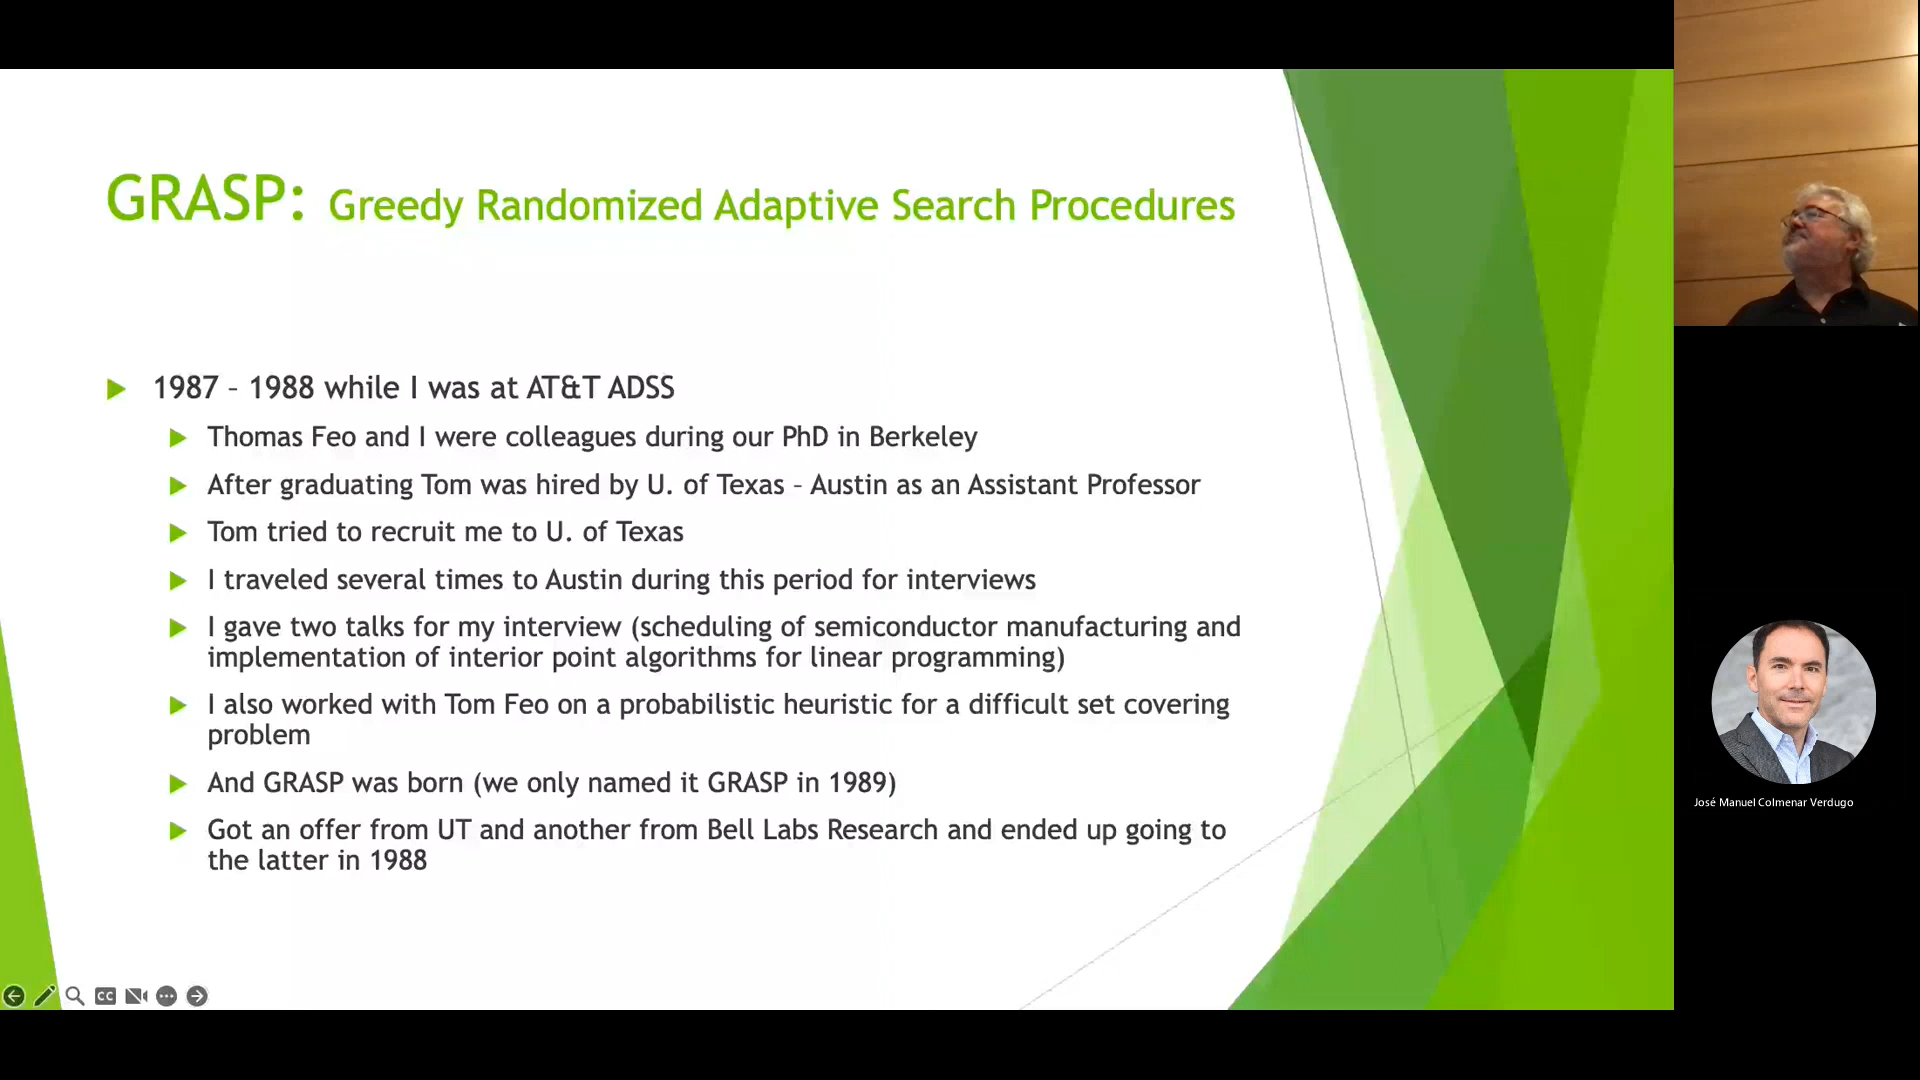 GRASP: Greedy Randomized Adaptive Search Procedures
1987 – 1988 while I was at AT&T ADSS
Thomas Feo and I were colleagues during our PhD in Berkeley
After graduating Tom was hired by U. of Texas – Austin as an Assistant Professor
Tom tried to recruit me to U. of Texas
I traveled several times to Austin during this period for interviews
I gave two talks for my interview (scheduling of semiconductor manufacturing and
implementation of interior point algorithms for linear programming)
I also worked with Tom Feo on a probabilistic heuristic for a difficult set covering
problem
And GRASP was born (we only named it GRASP in 1989)
Got an offer from UT and another from Bell Labs Research and ended up going to
the latter in 1988
CC
José Manuel Colmenar Verdugo